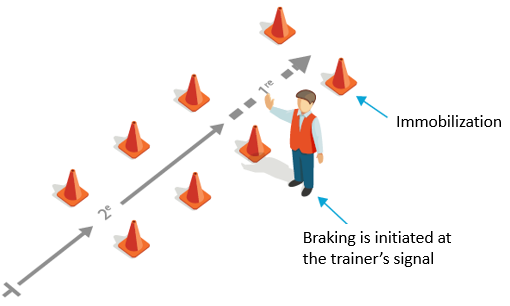 1re
Immobilization
2e
Braking is initiated at
the trainer's signal